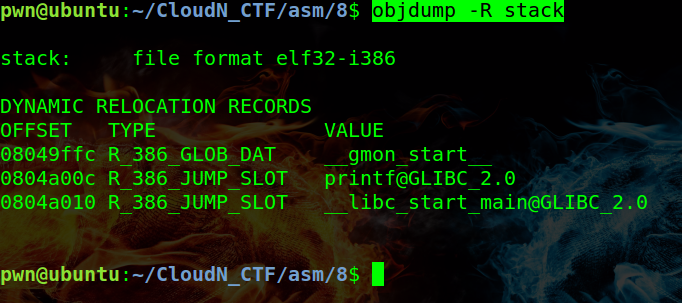 pwn@ubuntu:~/CloudN_CTF/asm/8$ objdump -R stack
stack:     file format elf32-i386
DYNAMIC RELOCATION RECORDS
OFFSET   TYPE              VALUE
08049ffc R_386_GLOB_DAT    __gmon_start__
0804a00c R_386_JUMP_SLOT   printf@GLIBC_2.0
0804a010 R_386_JUMP_SLOT   __libc_start_main@GLIBC_2.0
pwn@ubuntu:~/CloudN_CTF/asm/8$